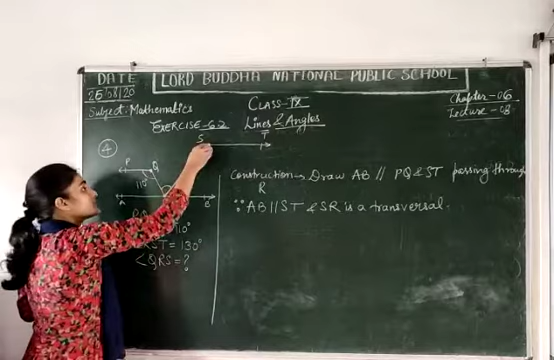 DATE
25/08/20
LORD BUDDHA NATIONAL PUBLIC SCHOOL
Subject: Mathematics
CLASS-IX
Chapter-06
Lecture-08
EXERCISE-6.2
Lines & Angles
4
S T
P Q
110°
A B
110°
RST = 130°
∠QRS = ?
Construction → Draw AB // PQ & ST passing through
R
∵ AB // ST & SR is a transversal.